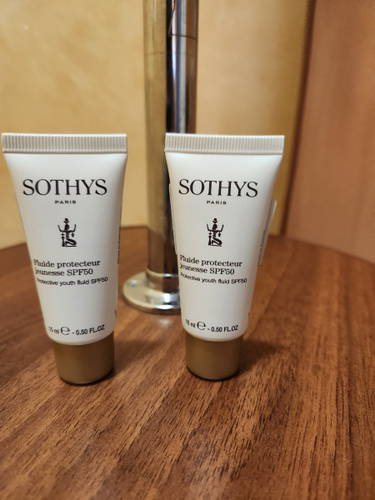 SOTHYS
PARIS
Fluide protecteur
jeunesse SPF50
Protective youth fluid SPF50
15 ml ℮ - 0.50 FL.OZ
SOTHYS
PARIS
Fluide protecteur
jeunesse SPF50
Protective youth fluid SPF50
15 ml ℮ - 0.50 FL.OZ